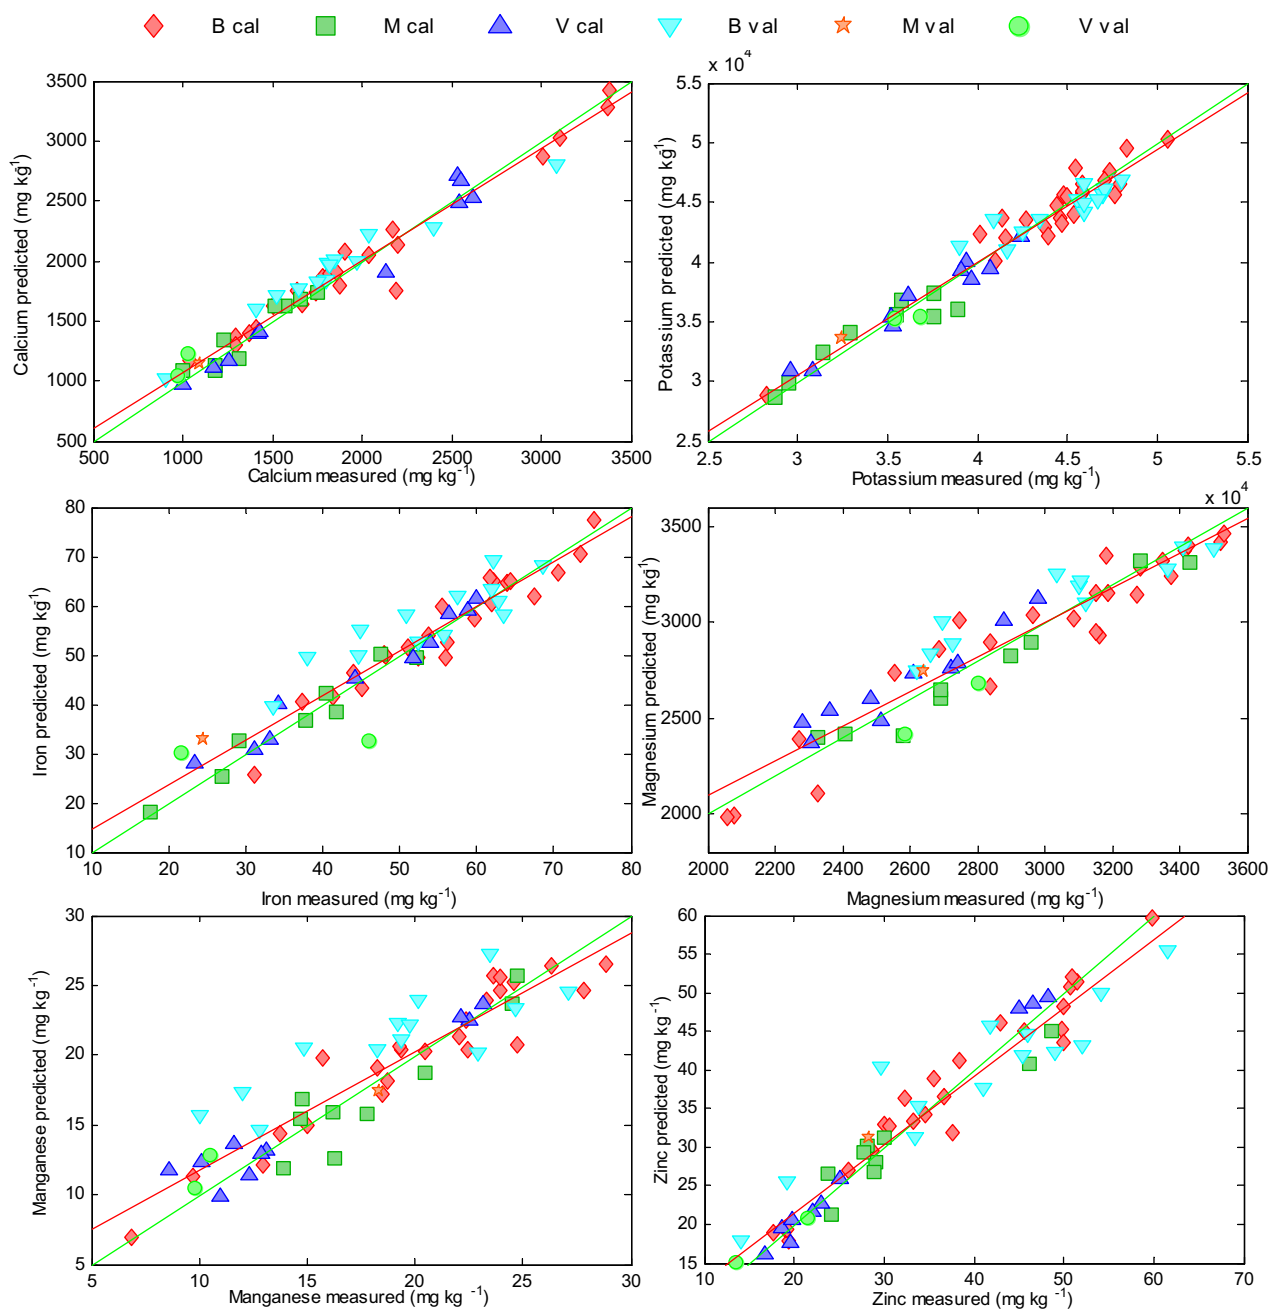 B cal M cal V cal B val M val V val
3500
3000
2500
2000
1500
1000
500
Calcium predicted (mg kg-1)
500 1000 1500 2000 2500 3000 3500
Calcium measured (mg kg-1)
x 10^4
5.5
5
4.5
4
3.5
3
2.5
Potassium predicted (mg kg-1)
2.5 3 3.5 4 4.5 5 5.5
Potassium measured (mg kg-1)
x 10^4
80
70
60
50
40
30
20
10
Iron predicted (mg kg-1)
10 20 30 40 50 60 70 80
Iron measured (mg kg-1)
3500
3000
2500
2000
Magnesium predicted (mg kg-1)
2000 2200 2400 2600 2800 3000 3200 3400 3600
Magnesium measured (mg kg-1)
30
25
20
15
10
5
Manganese predicted (mg kg-1)
5 10 15 20 25 30
Manganese measured (mg kg-1)
60
55
50
45
40
35
30
25
20
15
Zinc predicted (mg kg-1)
10 20 30 40 50 60 70
Zinc measured (mg kg-1)